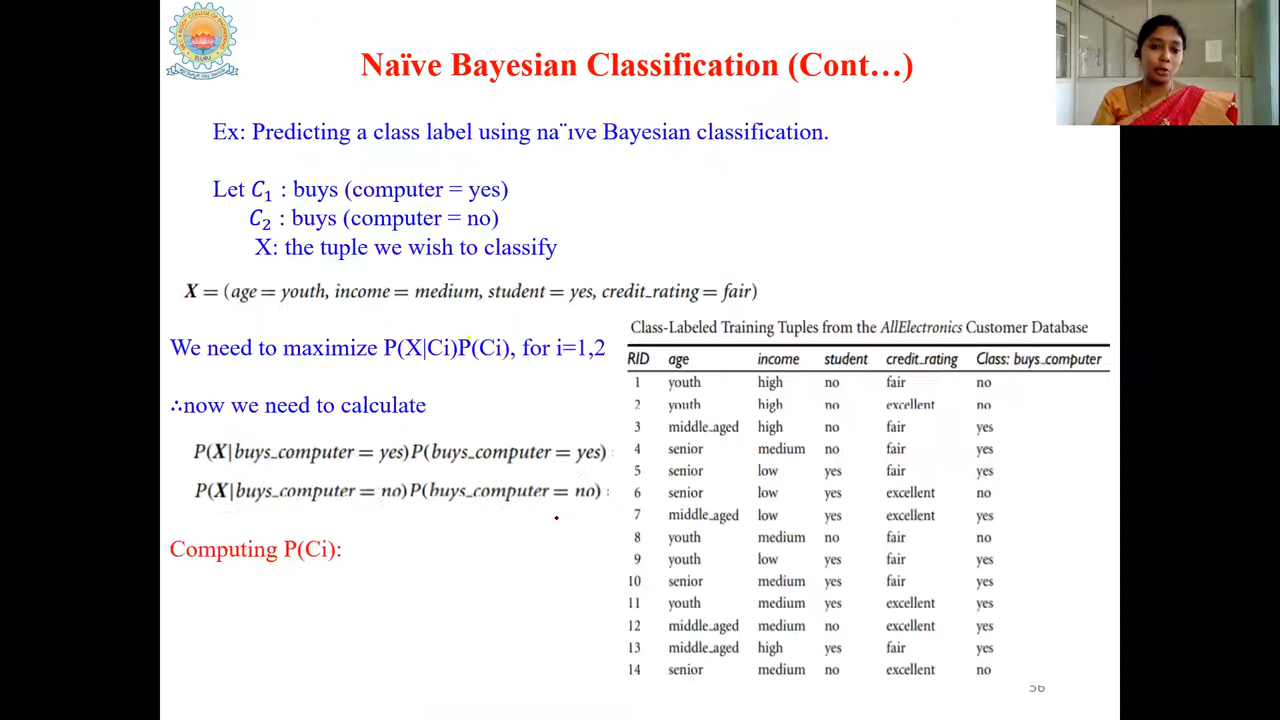 Naïve Bayesian Classification (Cont…)
Ex: Predicting a class label using na¨ıve Bayesian classification.
Let C₁ : buys (computer = yes)
C₂ : buys (computer = no)
X: the tuple we wish to classify
X = (age = youth, income = medium, student = yes, credit_rating = fair)
We need to maximize P(X|Ci)P(Ci), for i=1,2
∴now we need to calculate
P(X|buys_computer = yes)P(buys_computer = yes) :
P(X|buys_computer = no)P(buys_computer = no) :
Computing P(Ci):
Class-Labeled Training Tuples from the AllElectronics Customer Database
RID age income student credit_rating Class: buys_computer
1 youth high no fair no
2 youth high no excellent no
3 middle_aged high no fair yes
4 senior medium no fair yes
5 senior low yes fair yes
6 senior low yes excellent no
7 middle_aged low yes excellent yes
8 youth medium no fair no
9 youth low yes fair yes
10 senior medium yes fair yes
11 youth medium yes excellent yes
12 middle_aged medium no excellent yes
13 middle_aged high yes fair yes
14 senior medium no excellent no
56